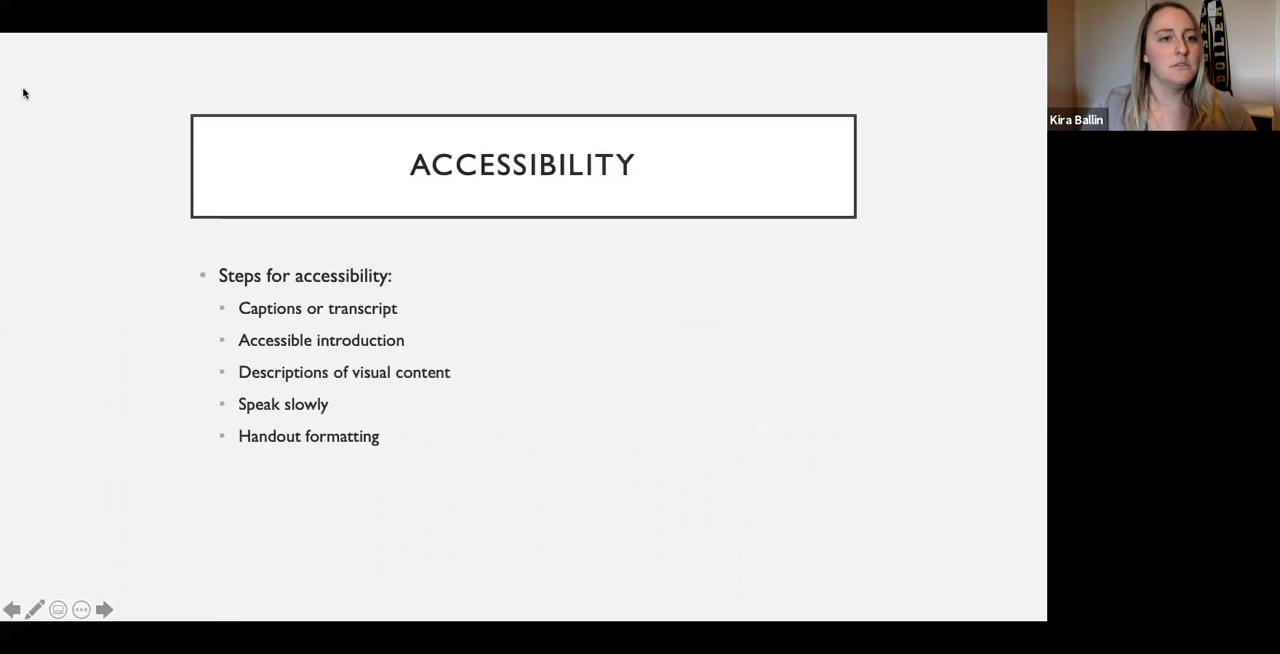 ACCESSIBILITY
Steps for accessibility:
Captions or transcript
Accessible introduction
Descriptions of visual content
Speak slowly
Handout formatting
Kira Ballin